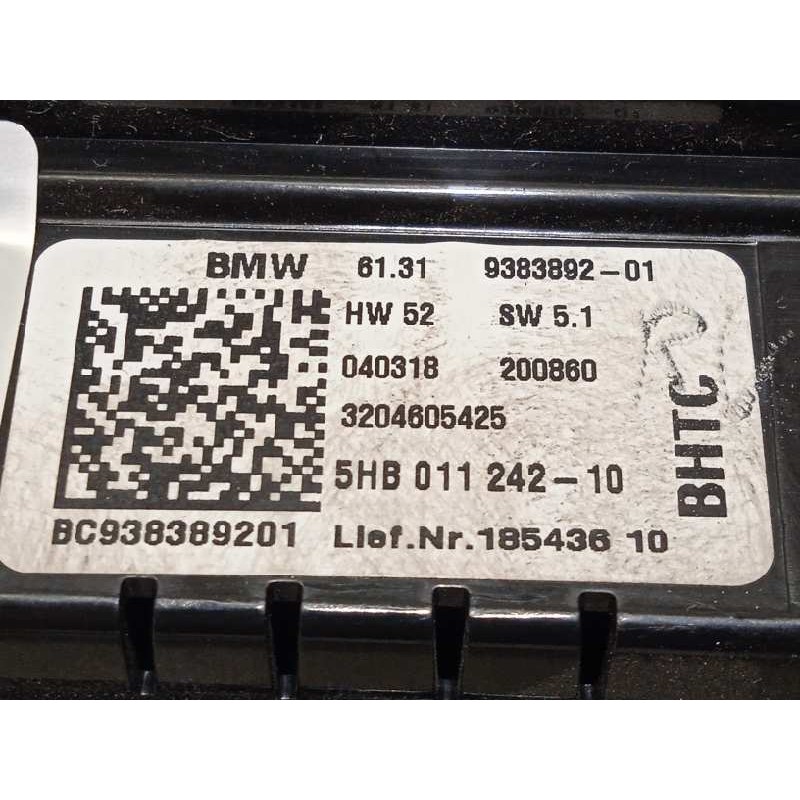 BMW 61.31 9383892-01
HW 52 SW 5.1
040318 200860
3204605425
5HB 011 242-10
BC938389201 Lief.Nr.185436 10
BHTC